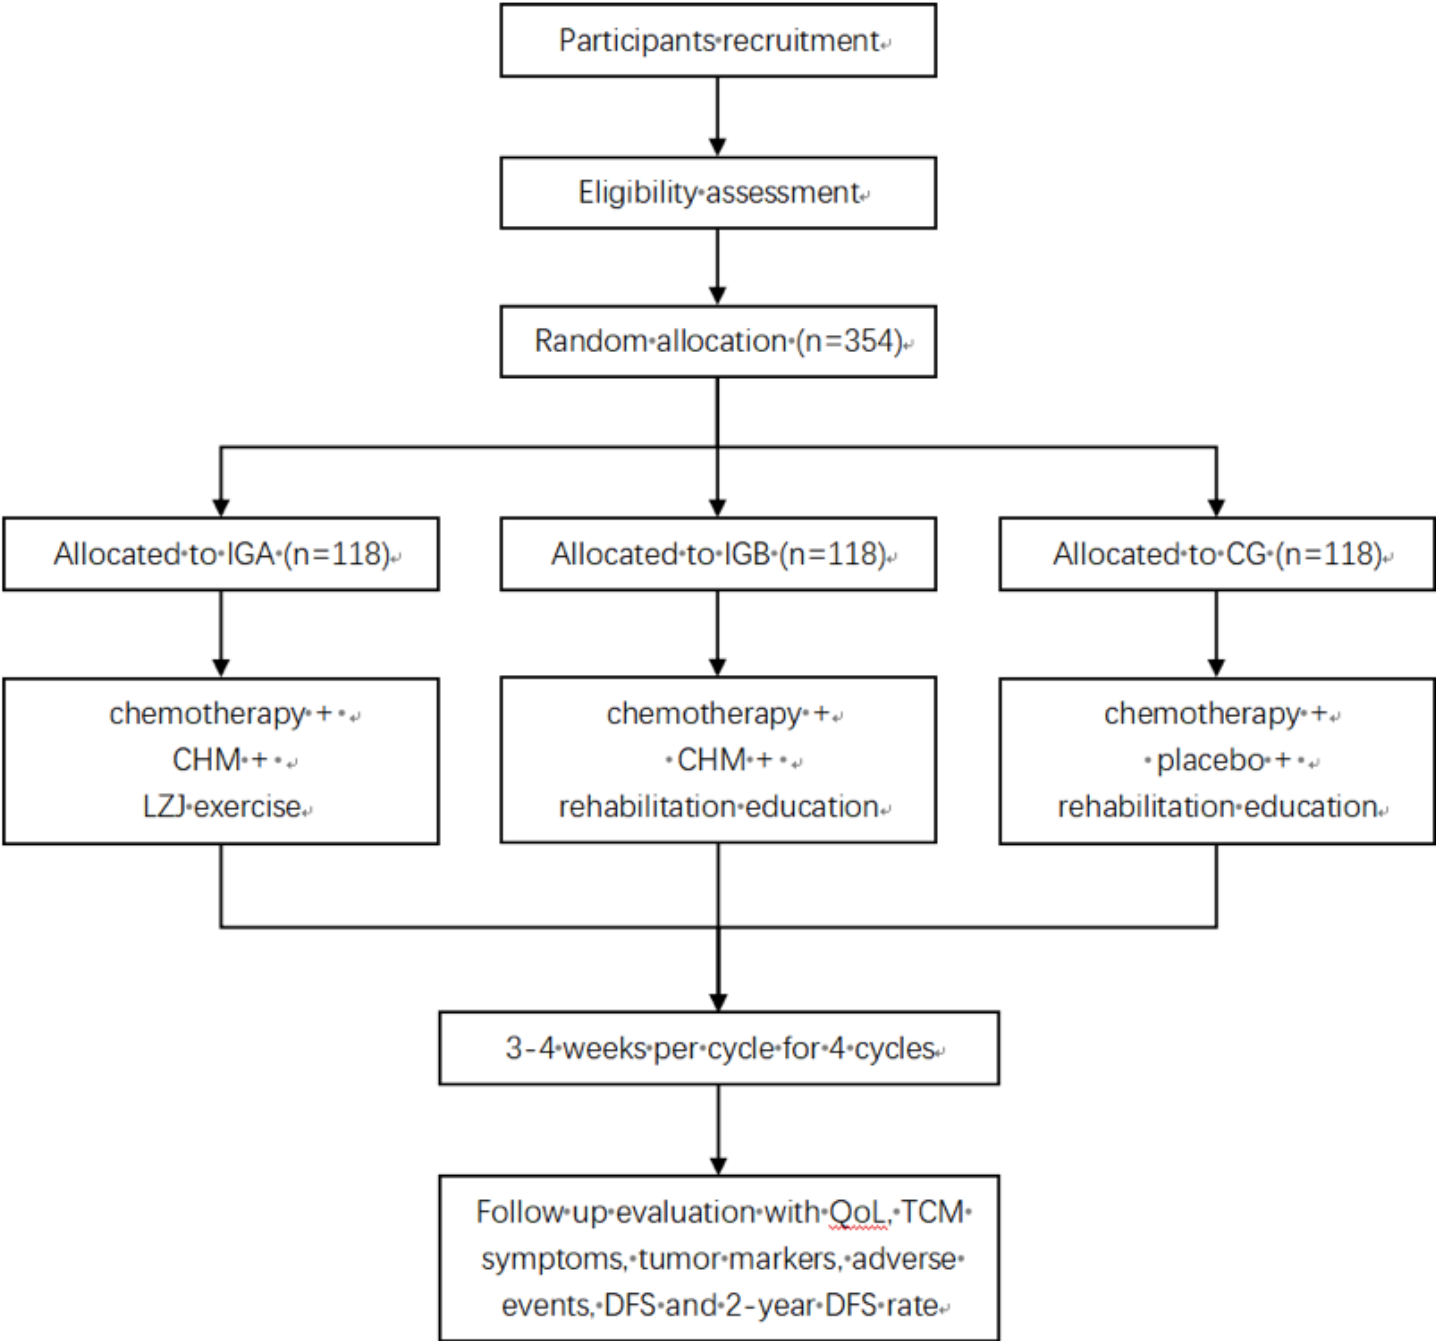 Participants recruitment
Eligibility assessment
Random allocation (n=354)
Allocated to IGA (n=118)
Allocated to IGB (n=118)
Allocated to CG (n=118)
chemotherapy +
CHM +
LZJ exercise
chemotherapy +
CHM +
rehabilitation education
chemotherapy +
placebo +
rehabilitation education
3-4 weeks per cycle for 4 cycles
Follow up evaluation with QoL, TCM
symptoms, tumor markers, adverse
events, DFS and 2-year DFS rate